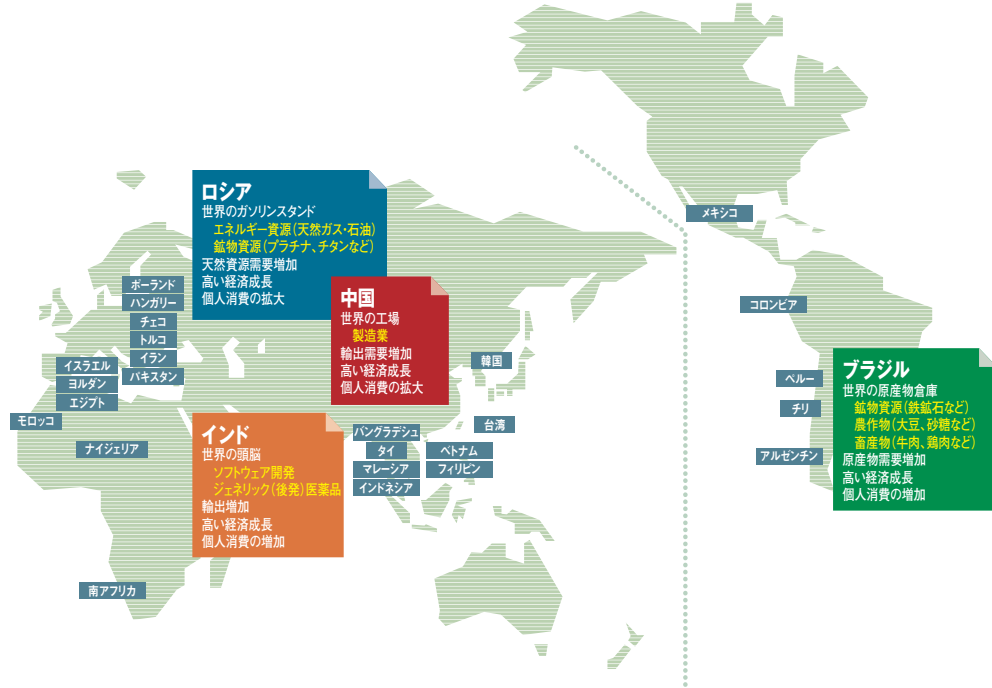 ロシア
世界のガソリンスタンド
エネルギー資源(天然ガス・石油)
鉱物資源(プラチナ、チタンなど)
天然資源需要増加
高い経済成長
個人消費の拡大
中国
世界の工場
製造業
輸出需要増加
高い経済成長
個人消費の拡大
インド
世界の頭脳
ソフトウェア開発
ジェネリック(後発)医薬品
輸出増加
高い経済成長
個人消費の増加
ブラジル
世界の原産物倉庫
鉱物資源(鉄鉱石など)
農作物(大豆、砂糖など)
畜産物(牛肉、鶏肉など)
原産物需要増加
高い経済成長
個人消費の増加
ポーランド
ハンガリー
チェコ
トルコ
イラン
パキスタン
イスラエル
ヨルダン
エジプト
モロッコ
ナイジェリア
南アフリカ
韓国
台湾
バングラデシュ
タイ
マレーシア
インドネシア
ベトナム
フィリピン
メキシコ
コロンビア
ペルー
チリ
アルゼンチン